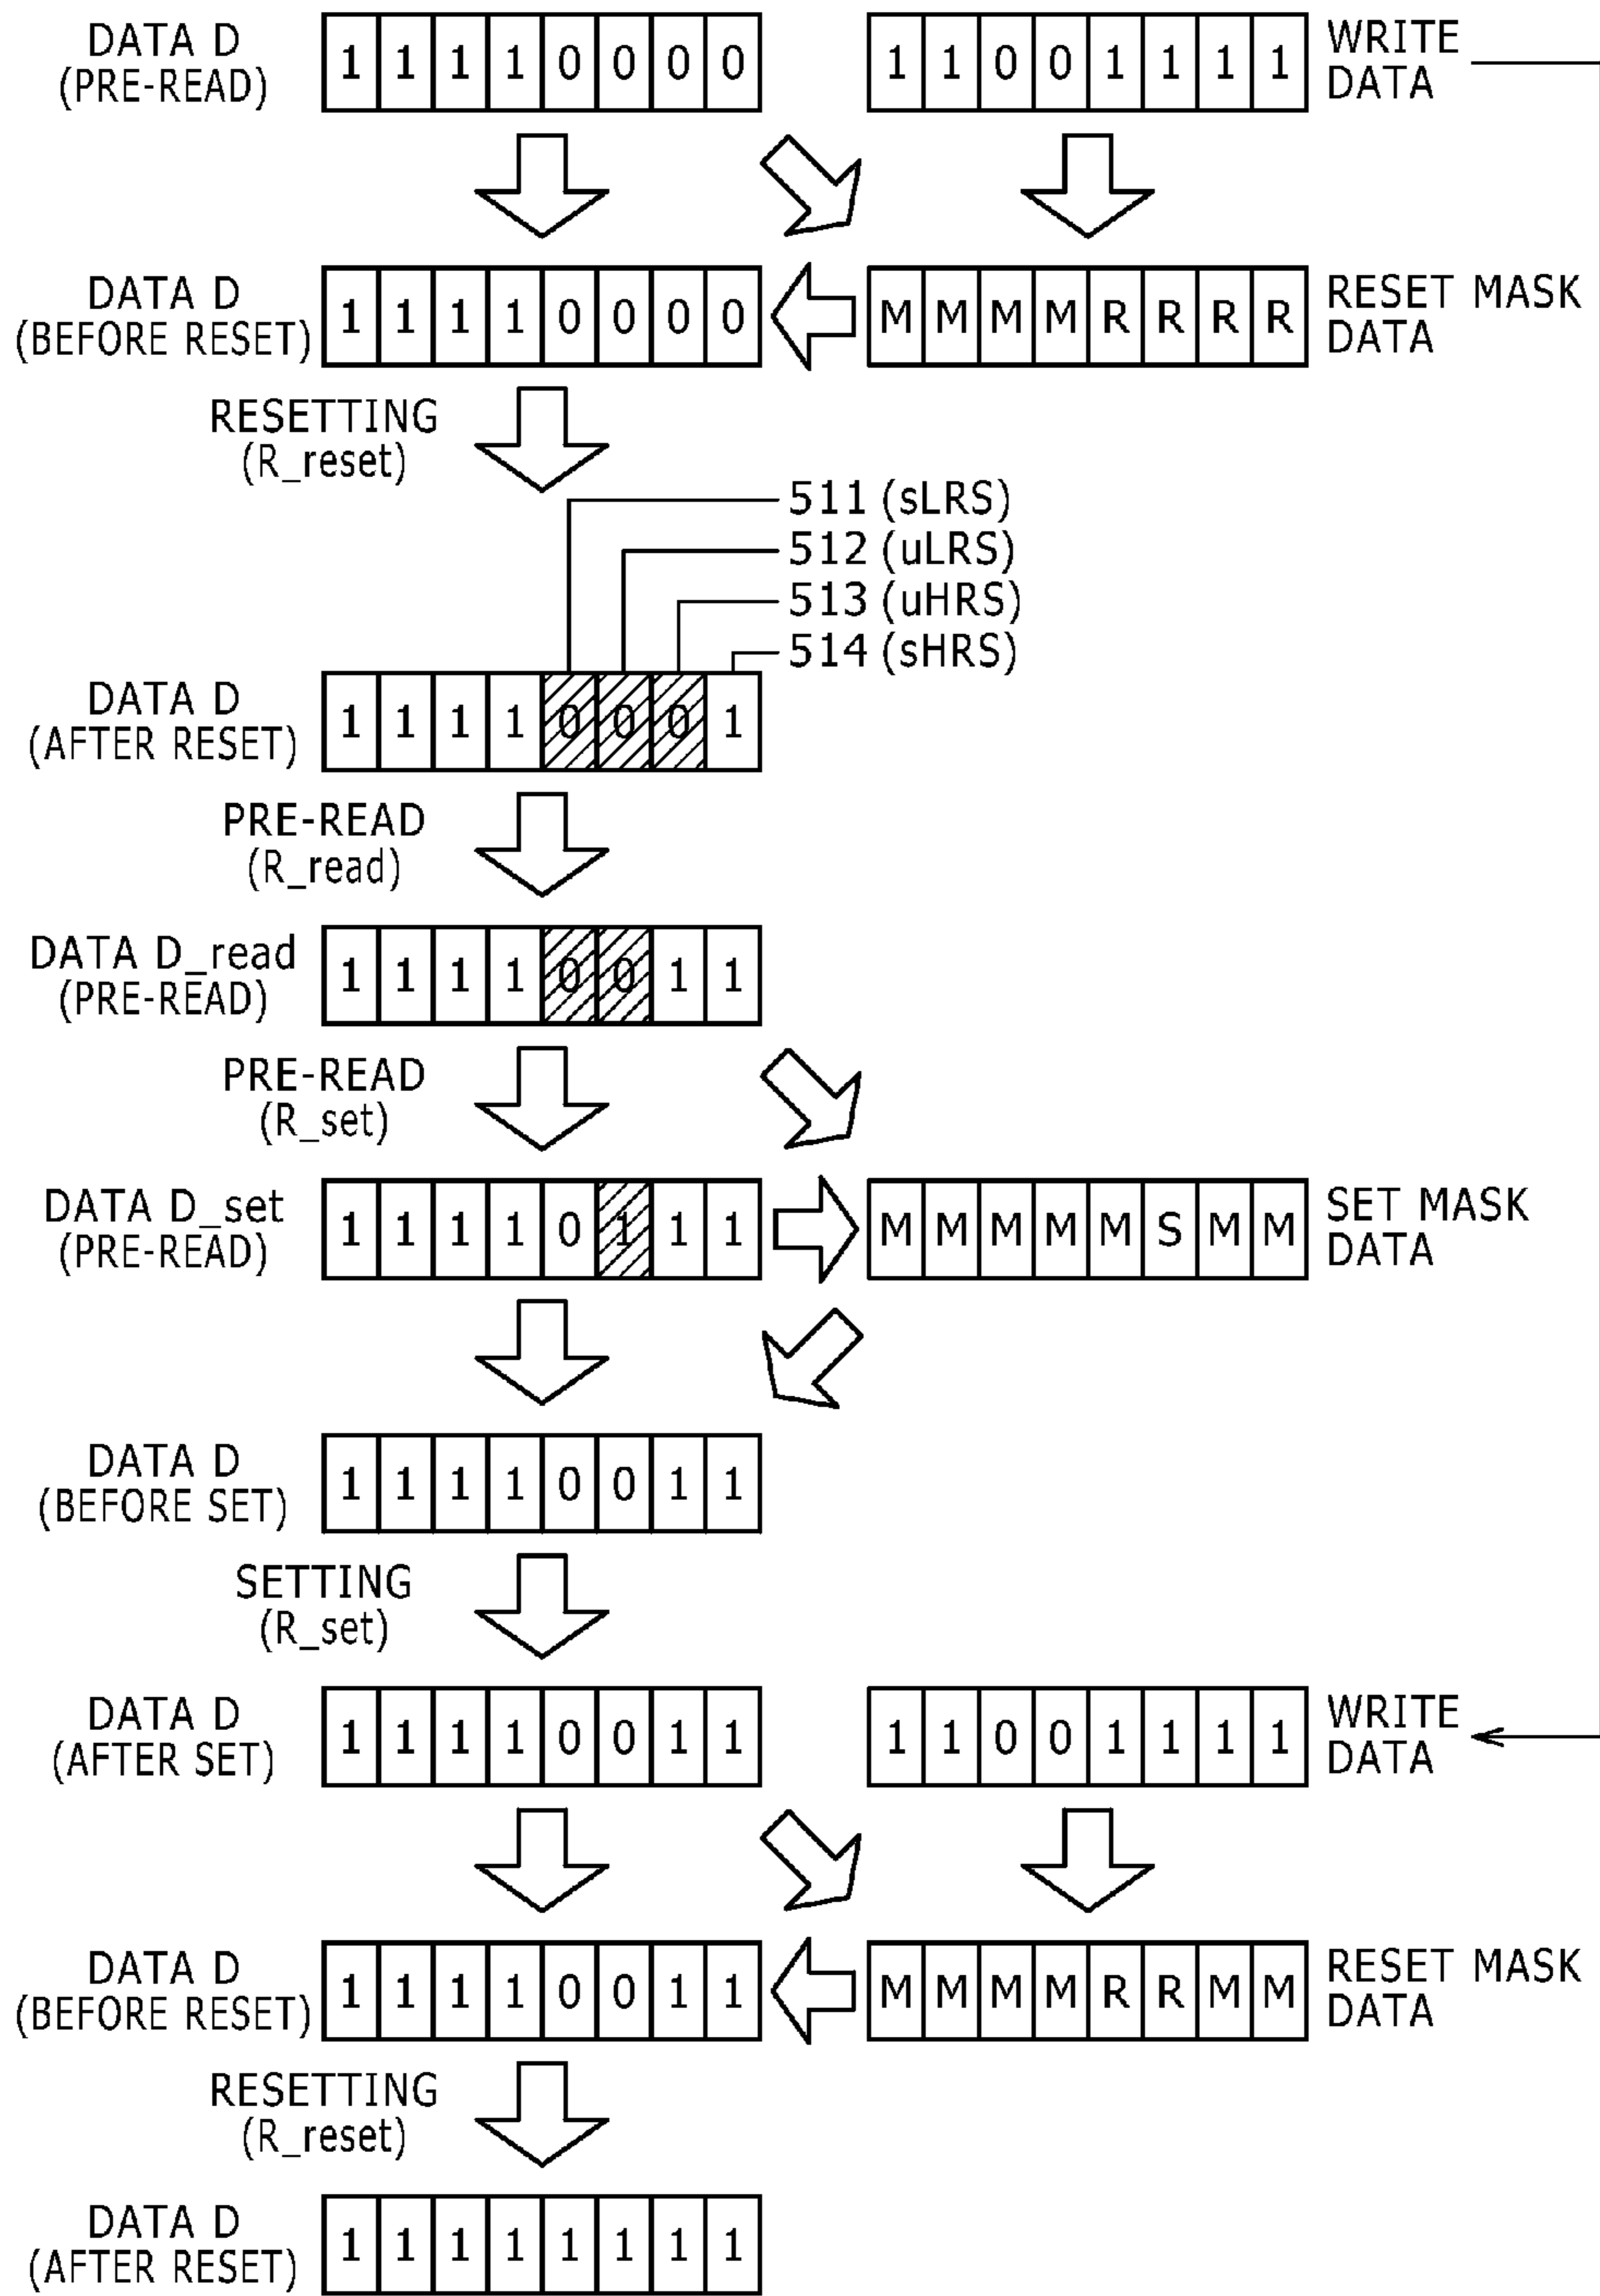 DATA D
(PRE-READ)
1 1 1 1 0 0 0 0
1 1 0 0 1 1 1 1
WRITE
DATA
DATA D
(BEFORE RESET)
1 1 1 1 0 0 0 0
M M M M R R R R
RESET MASK
DATA
RESETTING
(R_reset)
511 (sLRS)
512 (uLRS)
513 (uHRS)
514 (sHRS)
DATA D
(AFTER RESET)
1 1 1 1 0 0 0 1
PRE-READ
(R_read)
DATA D_read
(PRE-READ)
1 1 1 1 0 0 1 1
PRE-READ
(R_set)
DATA D_set
(PRE-READ)
1 1 1 1 0 1 1 1
M M M M M S M M
SET MASK
DATA
DATA D
(BEFORE SET)
1 1 1 1 0 0 1 1
SETTING
(R_set)
DATA D
(AFTER SET)
1 1 1 1 0 0 1 1
1 1 0 0 1 1 1 1
WRITE
DATA
DATA D
(BEFORE RESET)
1 1 1 1 0 0 1 1
M M M M R R M M
RESET MASK
DATA
RESETTING
(R_reset)
DATA D
(AFTER RESET)
1 1 1 1 1 1 1 1